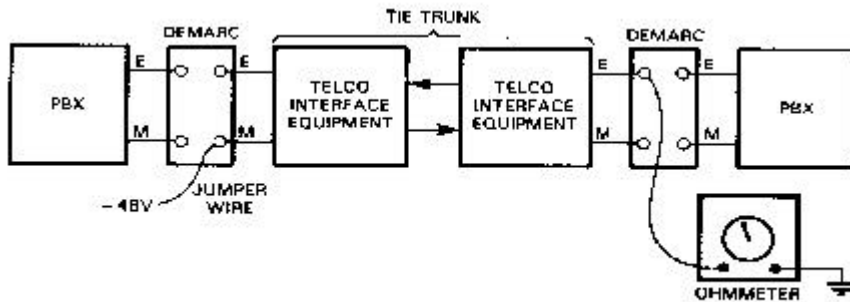 TIE TRUNK
DEMARC
DEMARC
E
E
E
E
PBX
TELCO
INTERFACE
EQUIPMENT
TELCO
INTERFACE
EQUIPMENT
PBX
M
M
M
M
-48V
JUMPER
WIRE
OHMMETER